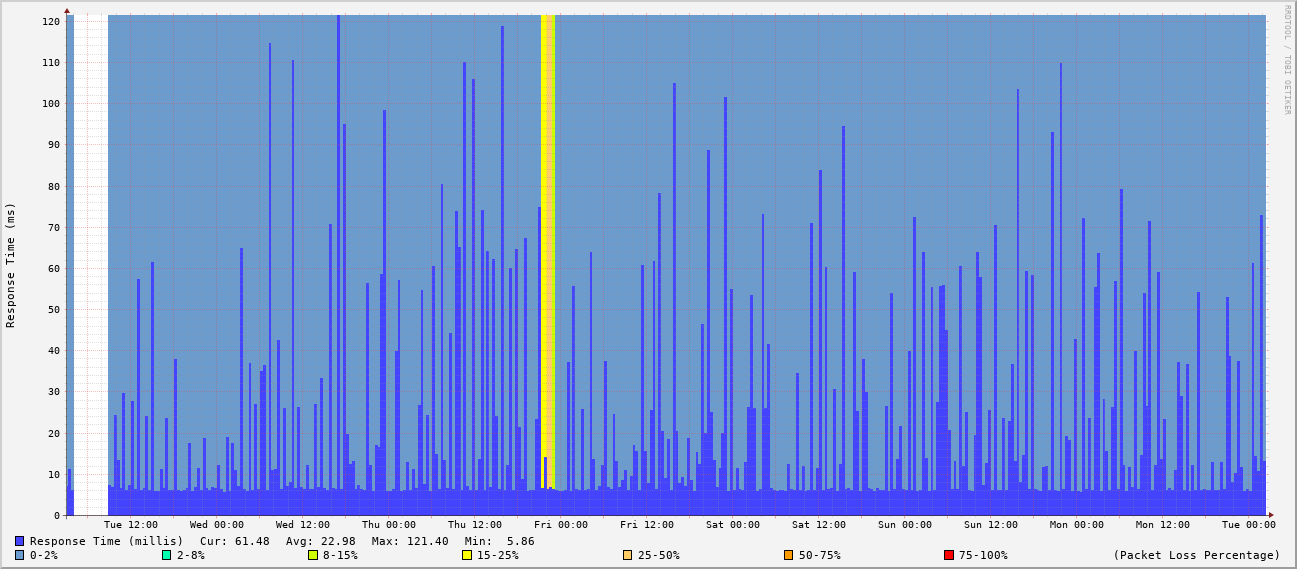 RRDTOOL / TOBI OETIKER
Response Time (ms)
120
110
100
90
80
70
60
50
40
30
20
10
0
Tue 12:00 Wed 00:00 Wed 12:00 Thu 00:00 Thu 12:00 Fri 00:00 Fri 12:00 Sat 00:00 Sat 12:00 Sun 00:00 Sun 12:00 Mon 00:00 Mon 12:00 Tue 00:00
Response Time (millis) Cur: 61.48 Avg: 22.98 Max: 121.40 Min: 5.86
0-2% 2-8% 8-15% 15-25% 25-50% 50-75% 75-100% (Packet Loss Percentage)